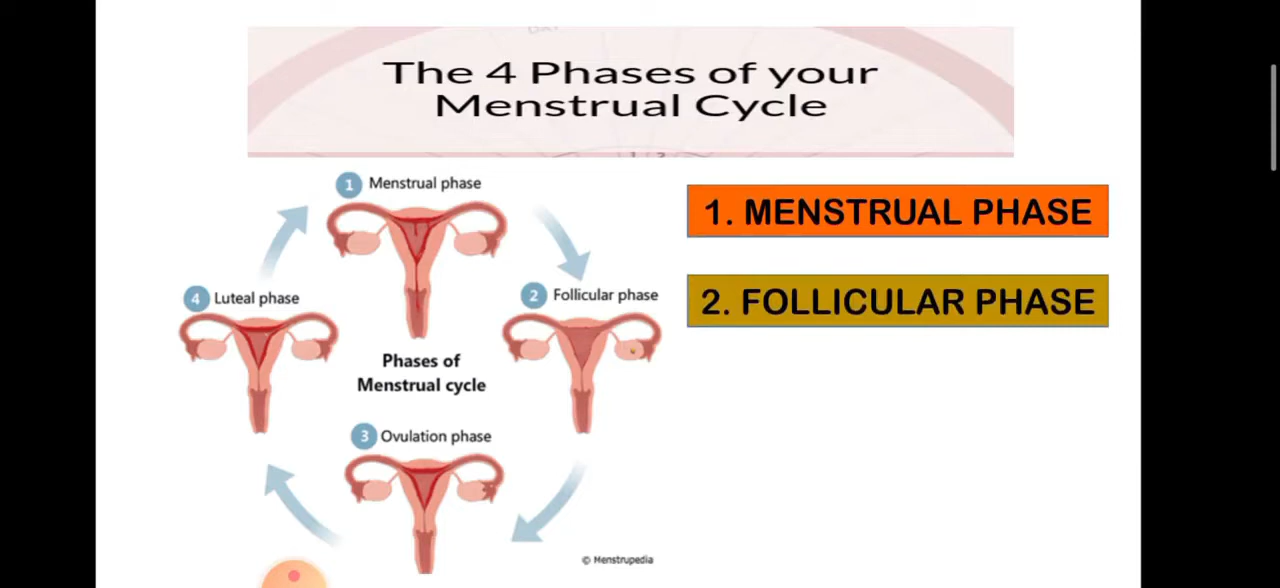 The 4 Phases of your
Menstrual Cycle
1 Menstrual phase
1. MENSTRUAL PHASE
4 Luteal phase
2 Follicular phase
2. FOLLICULAR PHASE
Phases of
Menstrual cycle
3 Ovulation phase
© Menstrupedia